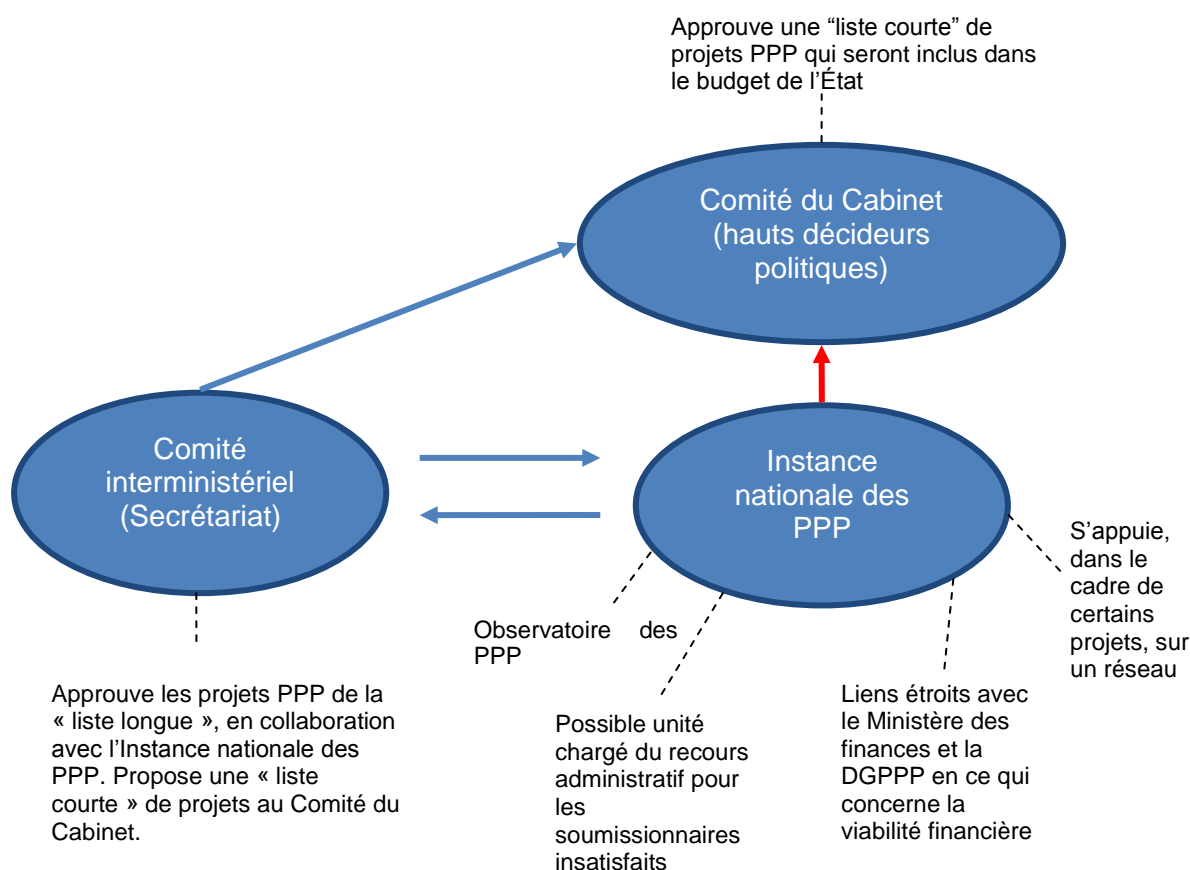 Approuve une “liste courte” de
projets PPP qui seront inclus dans
le budget de l’État
Comité du Cabinet
(hauts décideurs
politiques)
Comité
interministériel
(Secrétariat)
Instance
nationale des
PPP
S’appuie,
dans le
cadre de
certains
projets, sur
un réseau
Observatoire des
PPP
Approuve les projets PPP de la
« liste longue », en collaboration
avec l’Instance nationale des
PPP. Propose une « liste
courte » de projets au Comité du
Cabinet.
Possible unité
chargé du recours
administratif pour
les
soumissionnaires
insatisfaits
Liens étroits avec
le Ministère des
finances et la
DGPPP en ce qui
concerne la
viabilité financière